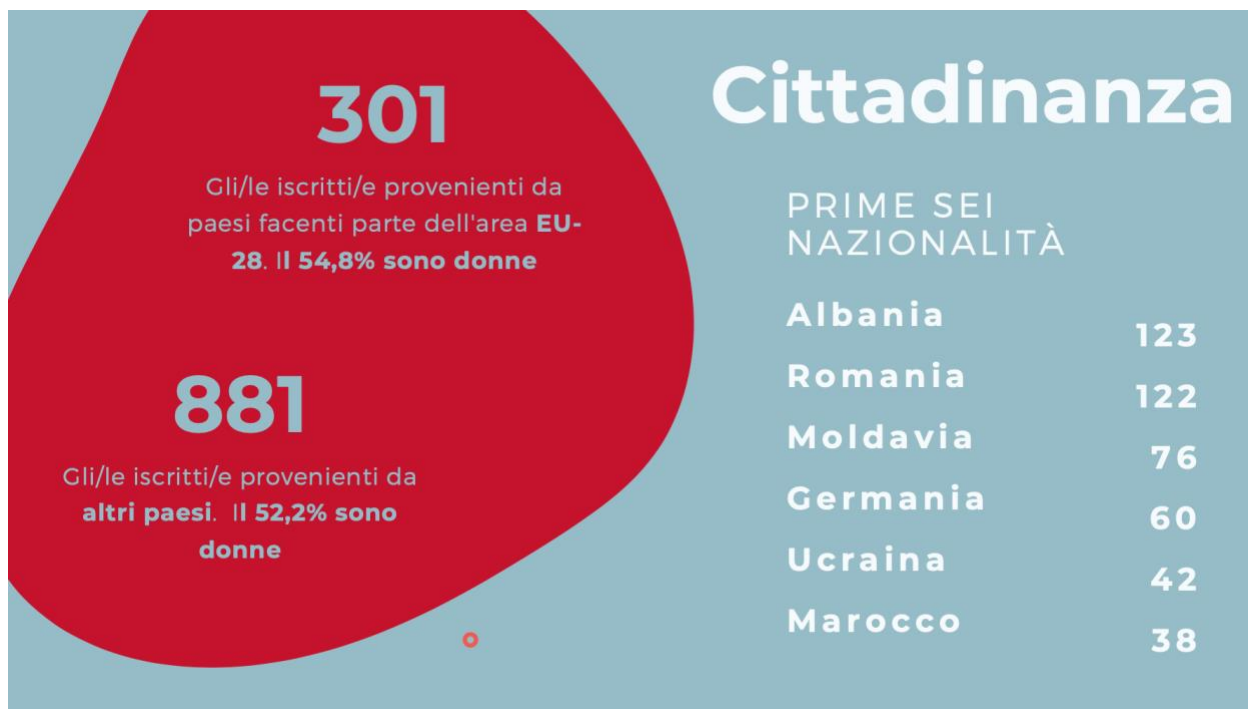 301
Gli/le iscritti/e provenienti da
paesi facenti parte dell'area EU-
28. Il 54,8% sono donne
881
Gli/le iscritti/e provenienti da
altri paesi. Il 52,2% sono
donne
Cittadinanza
PRIME SEI
NAZIONALITÀ
Albania 123
Romania 122
Moldavia 76
Germania 60
Ucraina 42
Marocco 38